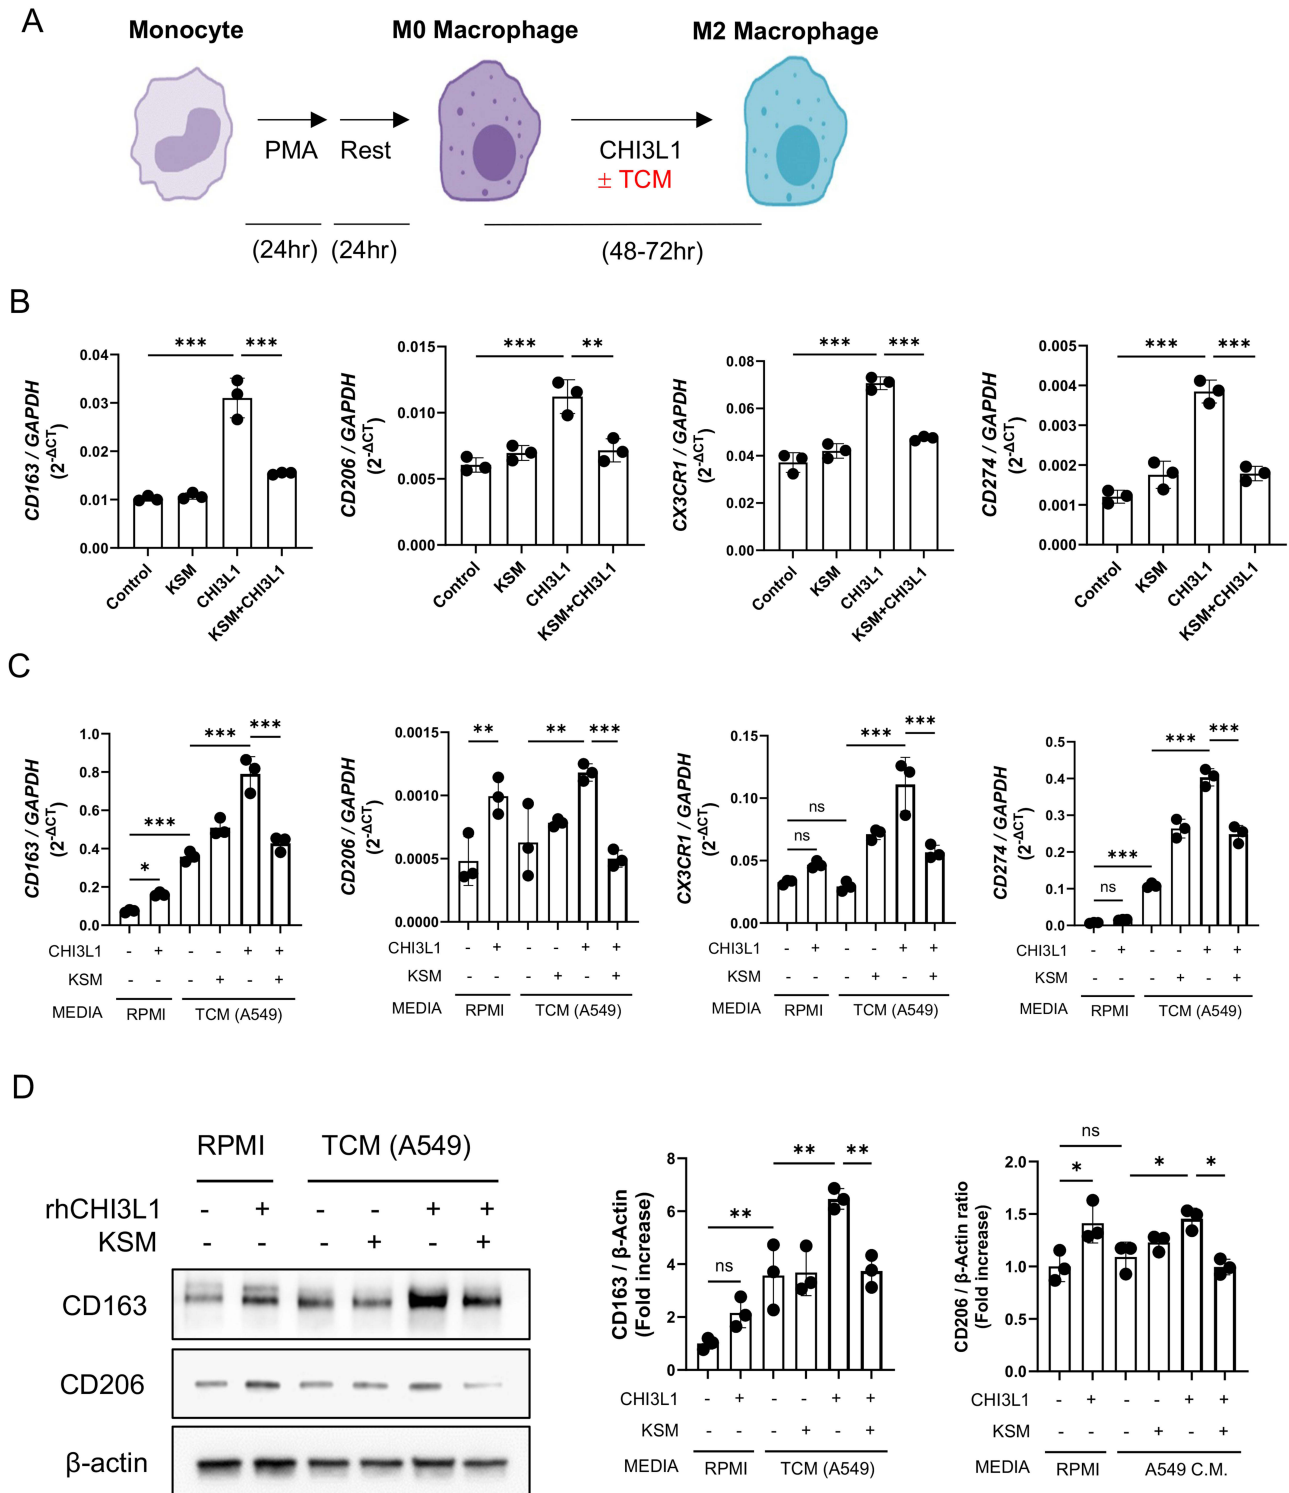 A
Monocyte
M0 Macrophage
M2 Macrophage
PMA
Rest
CHI3L1
± TCM
(24hr)
(24hr)
(48-72hr)
B
CD163 / GAPDH
(2^-ΔCT)
0.04
0.03
0.02
0.01
0.00
***
***
Control
KSM
CHI3L1
KSM+CHI3L1
CD206 / GAPDH
(2^-ΔCT)
0.015
0.010
0.005
0.000
***
**
Control
KSM
CHI3L1
KSM+CHI3L1
CX3CR1 / GAPDH
(2^-ΔCT)
0.08
0.06
0.04
0.02
0.00
***
***
Control
KSM
CHI3L1
KSM+CHI3L1
CD274 / GAPDH
(2^-ΔCT)
0.005
0.004
0.003
0.002
0.001
0.000
***
***
Control
KSM
CHI3L1
KSM+CHI3L1
C
CD163 / GAPDH
(2^-ΔCT)
1.0
0.8
0.6
0.4
0.2
0.0
***
***
***
*
CHI3L1 - + - - + +
KSM - - - + - +
MEDIA RPMI TCM (A549)
CD206 / GAPDH
(2^-ΔCT)
0.0015
0.0010
0.0005
0.0000
**
**
***
CHI3L1 - + - - + +
KSM - - - + - +
MEDIA RPMI TCM (A549)
CX3CR1 / GAPDH
(2^-ΔCT)
0.15
0.10
0.05
0.00
***
***
ns
ns
CHI3L1 - + - - + +
KSM - - - + - +
MEDIA RPMI TCM (A549)
CD274 / GAPDH
(2^-ΔCT)
0.5
0.4
0.3
0.2
0.1
0.0
***
***
***
ns
CHI3L1 - + - - + +
KSM - - - + - +
MEDIA RPMI TCM (A549)
D
RPMI TCM (A549)
rhCHI3L1 - + - - + +
KSM - - - + - +
CD163
CD206
β-actin
CD163 / β-Actin
(Fold increase)
8
6
4
2
0
**
**
**
ns
CHI3L1 - + - - + +
KSM - - - + - +
MEDIA RPMI TCM (A549)
CD206 / β-Actin ratio
(Fold increase)
2.0
1.5
1.0
0.5
0.0
ns
*
*
*
CHI3L1 - + - - + +
KSM - - - + - +
MEDIA RPMI A549 C.M.